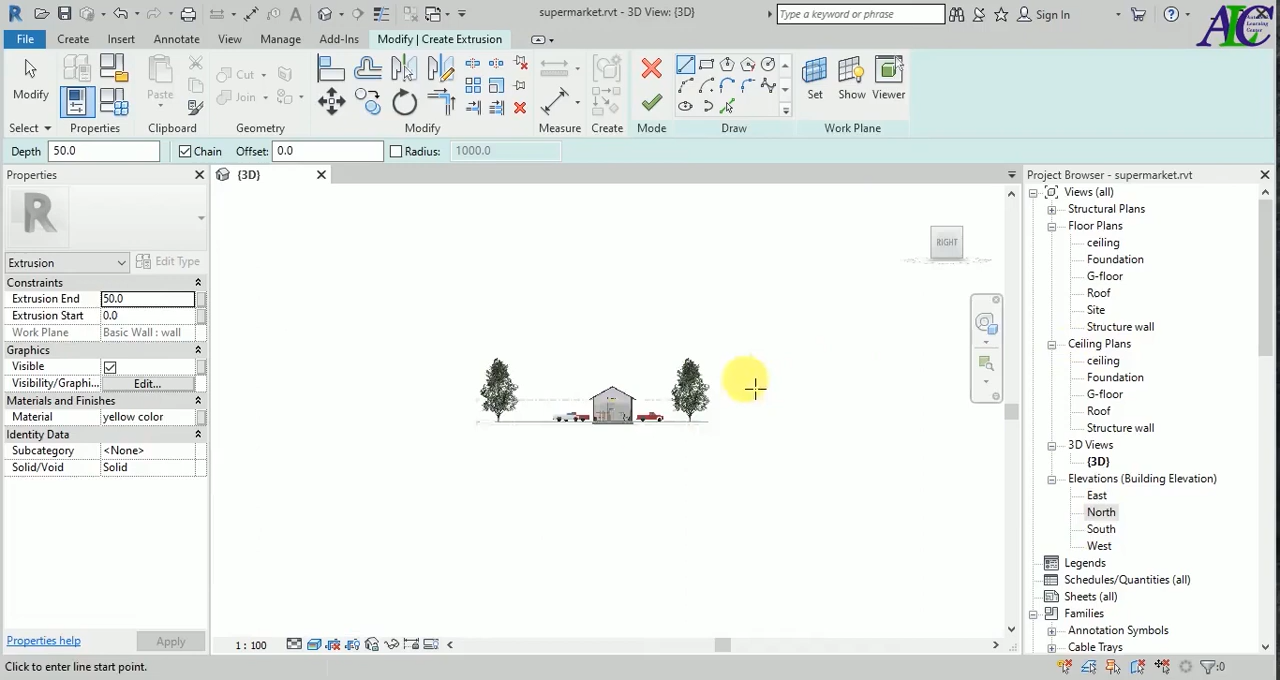 supermarket.rvt - 3D View: {3D}
Type a keyword or phrase
Sign In
ALC
File
Create
Insert
Annotate
View
Manage
Add-Ins
Modify | Create Extrusion
Modify
Paste
Cut
Join
Set
Show
Viewer
Select
Properties
Clipboard
Geometry
Modify
Measure
Create
Mode
Draw
Work Plane
Depth 50.0
Chain
Offset: 0.0
Radius: 1000.0
Properties
{3D}
Project Browser - supermarket.rvt
R
Extrusion
Edit Type
Constraints
Extrusion End 50.0
Extrusion Start 0.0
Work Plane Basic Wall : wall
Graphics
Visible
Visibility/Graphi... Edit...
Materials and Finishes
Material yellow color
Identity Data
Subcategory <None>
Solid/Void Solid
Properties help
Apply
RIGHT
Views (all)
Structural Plans
Floor Plans
ceiling
Foundation
G-floor
Roof
Site
Structure wall
Ceiling Plans
ceiling
Foundation
G-floor
Roof
Structure wall
3D Views
{3D}
Elevations (Building Elevation)
East
North
South
West
Legends
Schedules/Quantities (all)
Sheets (all)
Families
Annotation Symbols
Cable Trays
1 : 100
Click to enter line start point.
:0